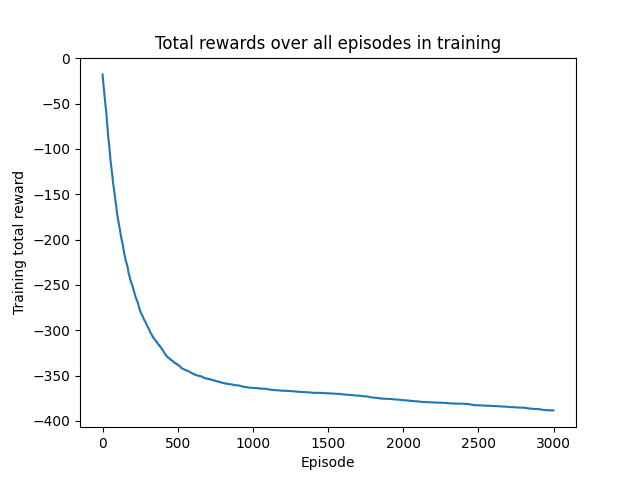 Total rewards over all episodes in training
0
−50
−100
−150
−200
−250
−300
−350
−400
Training total reward
0 500 1000 1500 2000 2500 3000
Episode